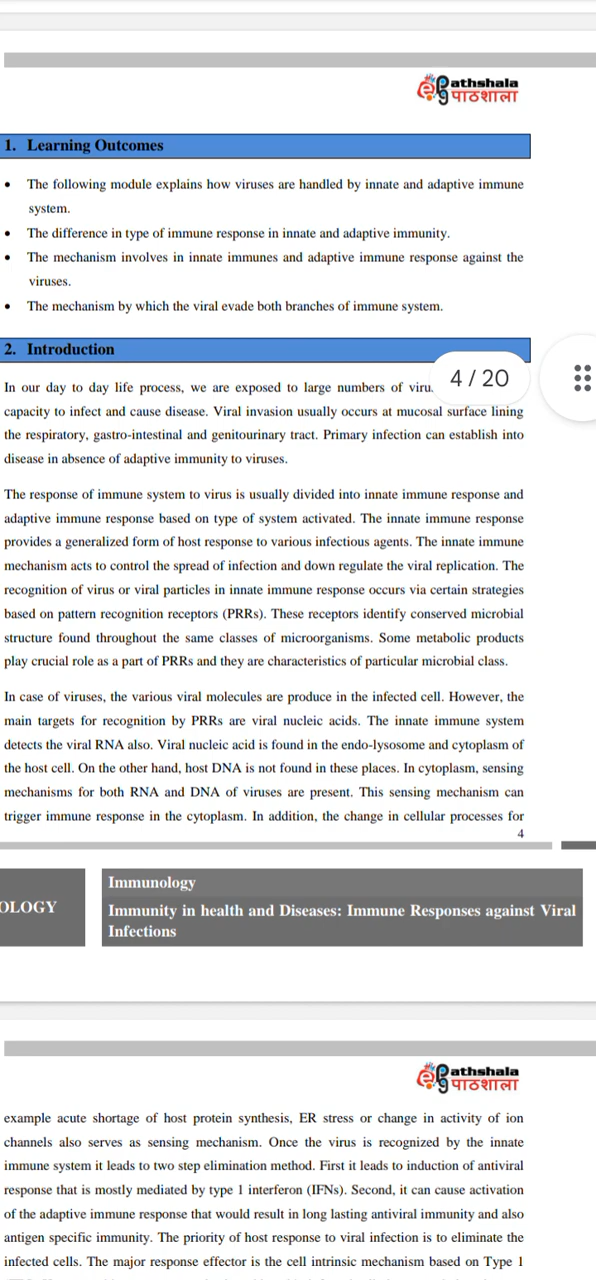 ePathshala
पाठशाला
1. Learning Outcomes
• The following module explains how viruses are handled by innate and adaptive immune
system.
• The difference in type of immune response in innate and adaptive immunity.
• The mechanism involves in innate immunes and adaptive immune response against the
viruses.
• The mechanism by which the viral evade both branches of immune system.
2. Introduction
4 / 20
In our day to day life process, we are exposed to large numbers of
capacity to infect and cause disease. Viral invasion usually occurs at mucosal surface lining
the respiratory, gastro-intestinal and genitourinary tract. Primary infection can establish into
disease in absence of adaptive immunity to viruses.
The response of immune system to virus is usually divided into innate immune response and
adaptive immune response based on type of system activated. The innate immune response
provides a generalized form of host response to various infectious agents. The innate immune
mechanism acts to control the spread of infection and down regulate the viral replication. The
recognition of virus or viral particles in innate immune response occurs via certain strategies
based on pattern recognition receptors (PRRs). These receptors identify conserved microbial
structure found throughout the same classes of microorganisms. Some metabolic products
play crucial role as a part of PRRs and they are characteristics of particular microbial class.
In case of viruses, the various viral molecules are produce in the infected cell. However, the
main targets for recognition by PRRs are viral nucleic acids. The innate immune system
detects the viral RNA also. Viral nucleic acid is found in the endo-lysosome and cytoplasm of
the host cell. On the other hand, host DNA is not found in these places. In cytoplasm, sensing
mechanisms for both RNA and DNA of viruses are present. This sensing mechanism can
trigger immune response in the cytoplasm. In addition, the change in cellular processes for
4
OLOGY
Immunology
Immunity in health and Diseases: Immune Responses against Viral
Infections
ePathshala
पाठशाला
example acute shortage of host protein synthesis, ER stress or change in activity of ion
channels also serves as sensing mechanism. Once the virus is recognized by the innate
immune system it leads to two step elimination method. First it leads to induction of antiviral
response that is mostly mediated by type 1 interferon (IFNs). Second, it can cause activation
of the adaptive immune response that would result in long lasting antiviral immunity and also
antigen specific immunity. The priority of host response to viral infection is to eliminate the
infected cells. The major response effector is the cell intrinsic mechanism based on Type 1